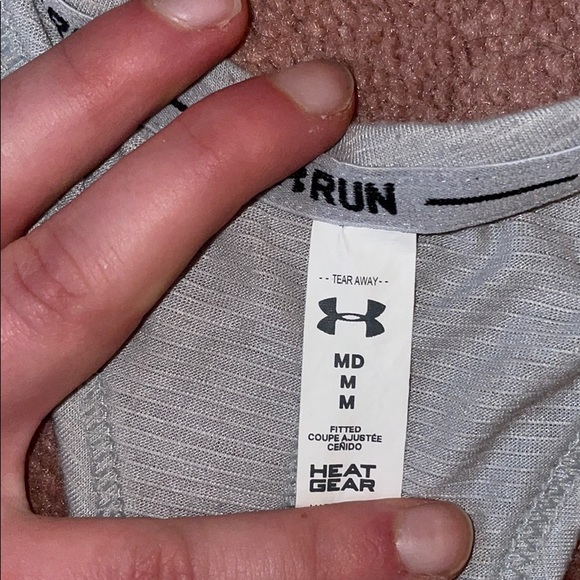 RUN
- - TEAR AWAY - -
MD
M
M
FITTED
COUPE AJUSTÉE
CEÑIDO
HEAT
GEAR